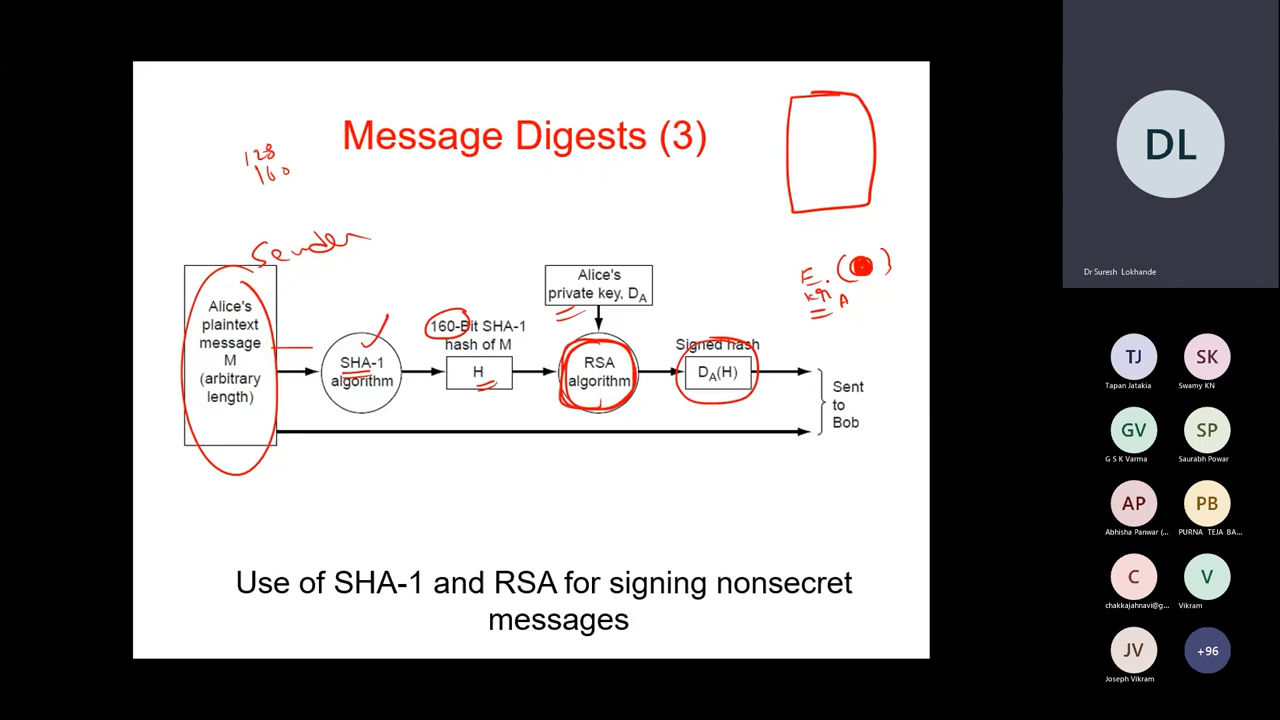 Message Digests (3)
128
160
Sender
Alice's
plaintext
message
M
(arbitrary
length)
SHA-1
algorithm
160-Bit SHA-1
hash of M
H
Alice's
private key, DA
RSA
algorithm
Signed hash
DA(H)
Sent
to
Bob
E. ( )
A
Use of SHA-1 and RSA for signing nonsecret
messages
DL
Dr Suresh Lokhande
TJ
Tapan Jatakia
SK
Swamy KN
GV
G S K Varma
SP
Saurabh Powar
AP
Abhisha Panwar (...
PB
PURNA TEJA BA...
C
chakkajahnavi@g...
V
Vikram
JV
Joseph Vikram
+96